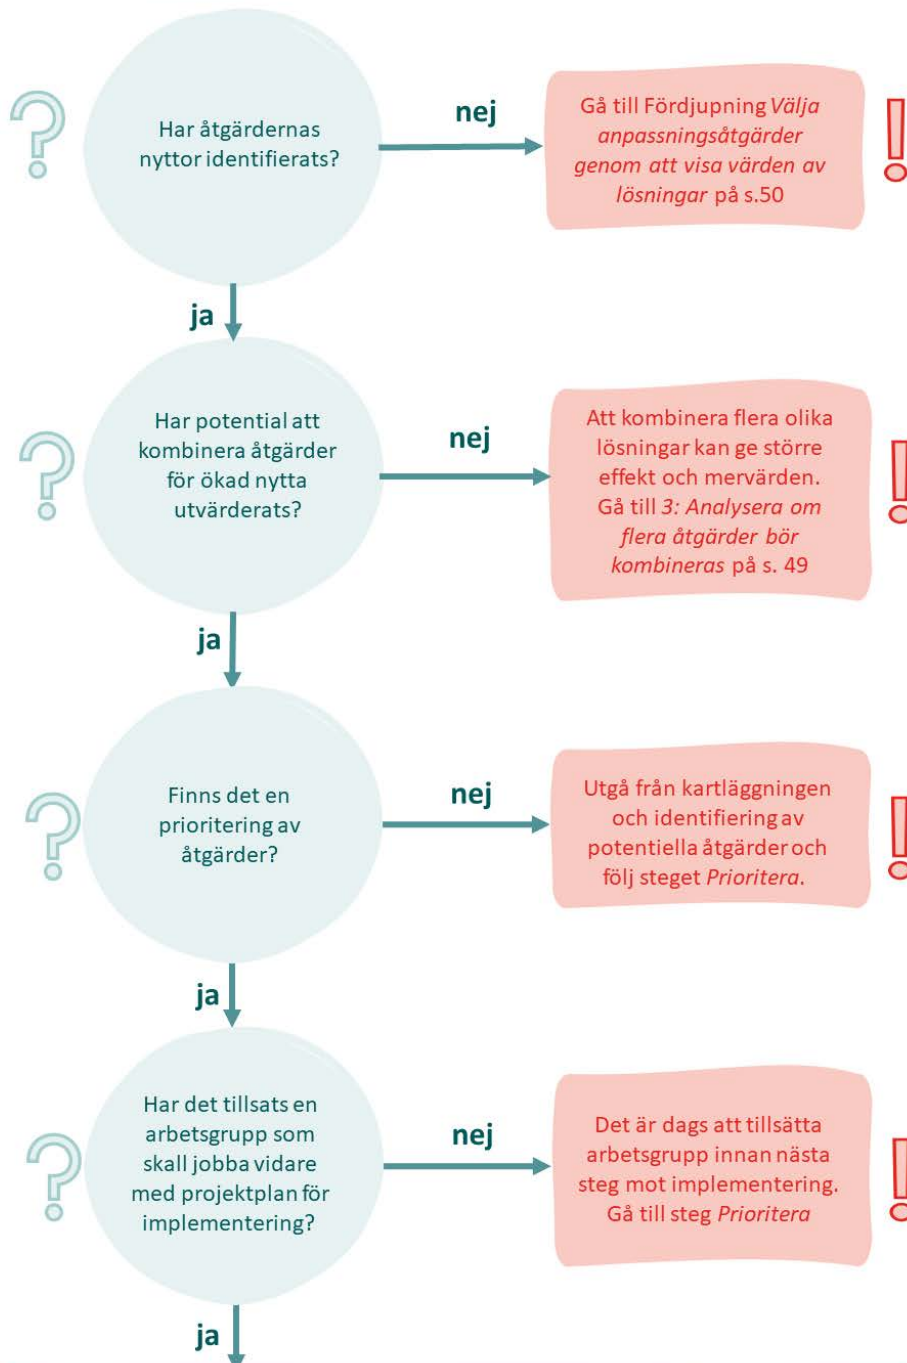 ?
Har åtgärdernas
nyttor identifierats?
nej
Gå till Fördjupning Välja
anpassningsåtgärder
genom att visa värden av
lösningar på s.50
!
ja
?
Har potential att
kombinera åtgärder
för ökad nytta
utvärderats?
nej
Att kombinera flera olika
lösningar kan ge större
effekt och mervärden.
Gå till 3: Analysera om
flera åtgärder bör
kombineras på s. 49
!
ja
?
Finns det en
prioritering av
åtgärder?
nej
Utgå från kartläggningen
och identifiering av
potentiella åtgärder och
följ steget Prioritera.
!
ja
?
Har det tillsats en
arbetsgrupp som
skall jobba vidare
med projektplan för
implementering?
nej
Det är dags att tillsätta
arbetsgrupp innan nästa
steg mot implementering.
Gå till steg Prioritera
!
ja